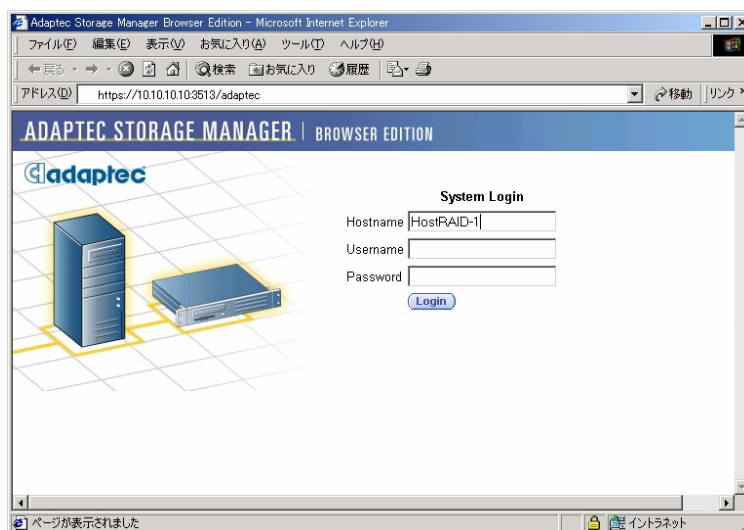 Adaptec Storage Manager Browser Edition - Microsoft Internet Explorer
ファイル(F) 編集(E) 表示(V) お気に入り(A) ツール(T) ヘルプ(H)
戻る 検索 お気に入り 履歴
アドレス(D) https://10.10.10.10:3513/adaptec 移動 リンク
ADAPTEC STORAGE MANAGER | BROWSER EDITION
adaptec
System Login
Hostname HostRAID-1
Username
Password
Login
ページが表示されました イントラネット